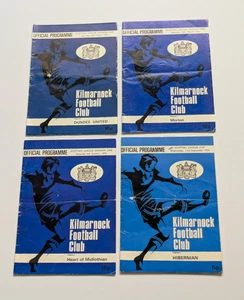 OFFICIAL PROGRAMME
Kilmarnock
Football
Club
DUNDEE UNITED
OFFICIAL PROGRAMME
Kilmarnock
Football
Club
Morton
OFFICIAL PROGRAMME
Kilmarnock
Football
Club
Heart of Midlothian
OFFICIAL PROGRAMME
Kilmarnock
Football
Club
HIBERNIAN